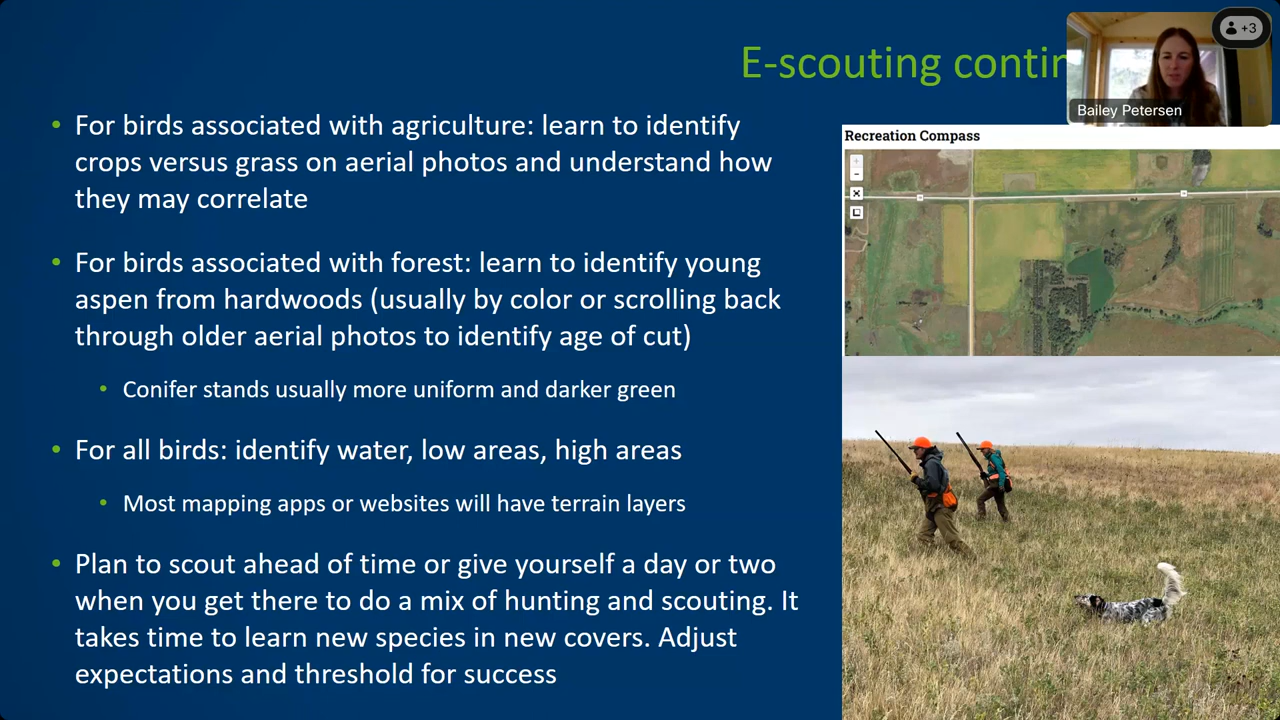 E-scouting contin
+3
Bailey Petersen
• For birds associated with agriculture: learn to identify
crops versus grass on aerial photos and understand how
they may correlate
• For birds associated with forest: learn to identify young
aspen from hardwoods (usually by color or scrolling back
through older aerial photos to identify age of cut)
• Conifer stands usually more uniform and darker green
• For all birds: identify water, low areas, high areas
• Most mapping apps or websites will have terrain layers
• Plan to scout ahead of time or give yourself a day or two
when you get there to do a mix of hunting and scouting. It
takes time to learn new species in new covers. Adjust
expectations and threshold for success
Recreation Compass